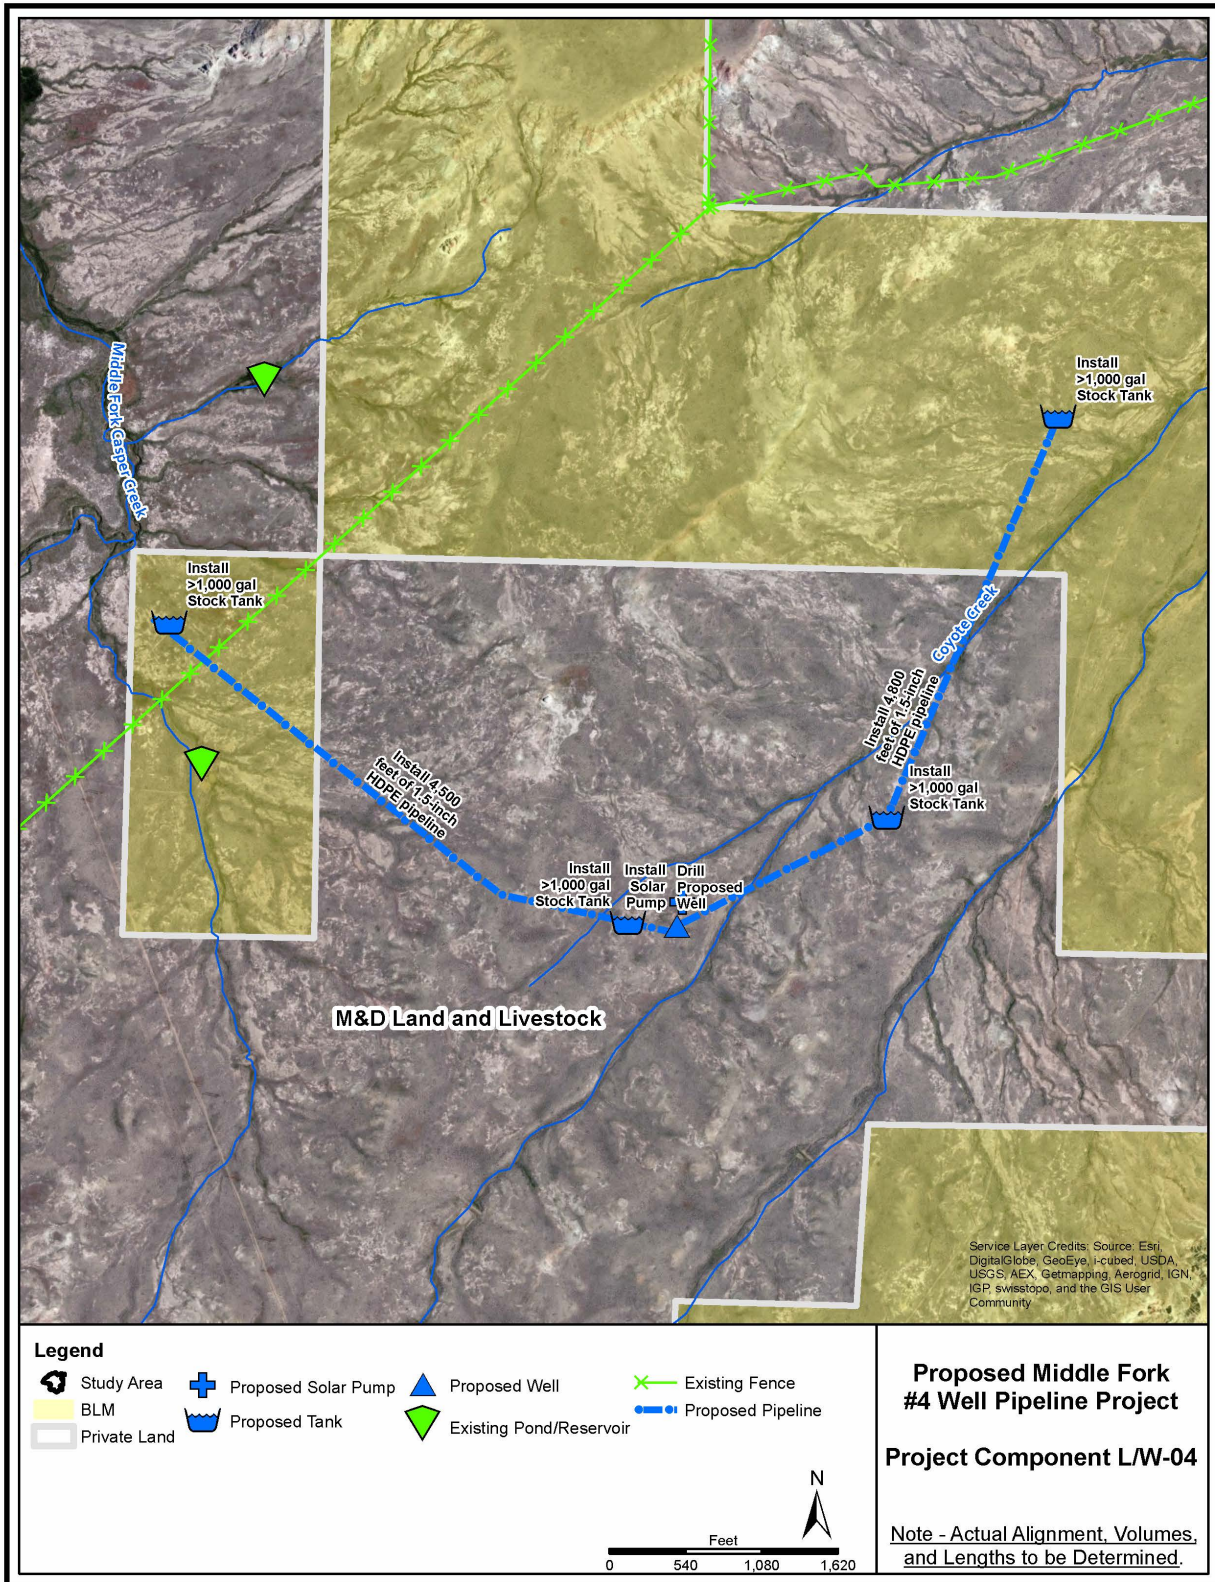 Install
>1,000 gal
Stock Tank
Middle Fork Casper Creek
Install
>1,000 gal
Stock Tank
Coyote Creek
Install 4,800
feet of 1.5-inch
HDPE pipeline
Install
>1,000 gal
Stock Tank
Install 4,500
feet of 1.5-inch
HDPE pipeline
Install
>1,000 gal
Stock Tank
Install
Solar
Pump
Drill
Proposed
Well
M&D Land and Livestock
Service Layer Credits: Source: Esri,
DigitalGlobe, GeoEye, i-cubed, USDA,
USGS, AEX, Getmapping, Aerogrid, IGN,
IGP, swisstopo, and the GIS User
Community
Legend
Study Area
BLM
Private Land
Proposed Solar Pump
Proposed Tank
Proposed Well
Existing Pond/Reservoir
Existing Fence
Proposed Pipeline
N
Feet
0 540 1,080 1,620
Proposed Middle Fork
#4 Well Pipeline Project
Project Component L/W-04
Note - Actual Alignment, Volumes,
and Lengths to be Determined.